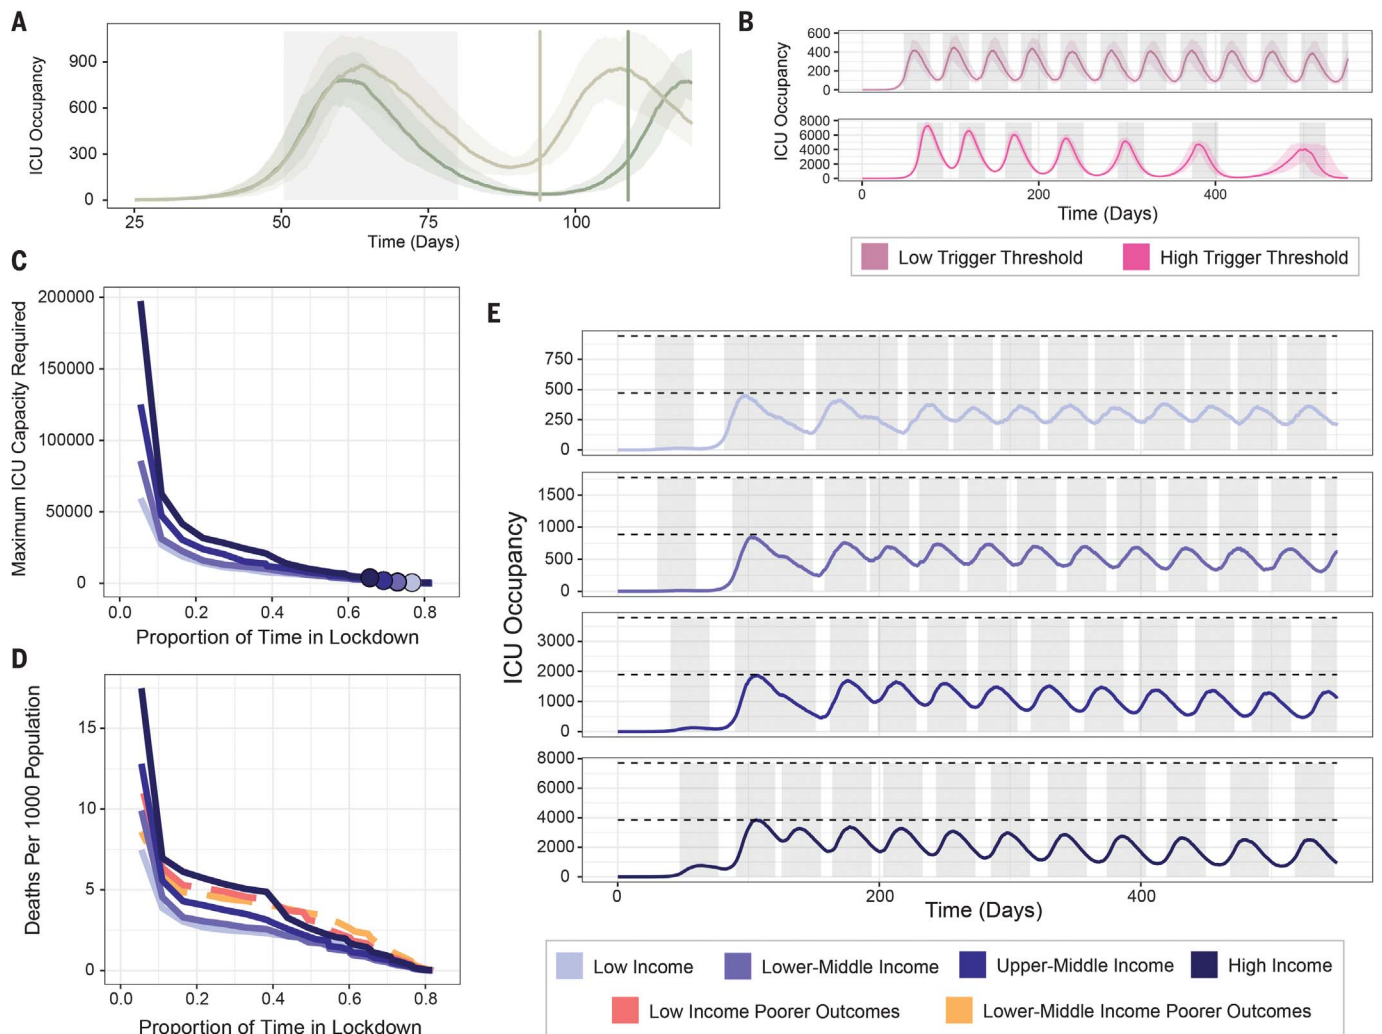 A
ICU Occupancy
900
600
300
0
25
50
75
100
Time (Days)
B
ICU Occupancy
600
400
200
0
8000
6000
4000
2000
0
0
200
400
Time (Days)
Low Trigger Threshold
High Trigger Threshold
C
Maximum ICU Capacity Required
200000
150000
100000
50000
0
0.0
0.2
0.4
0.6
0.8
Proportion of Time in Lockdown
D
Deaths Per 1000 Population
15
10
5
0
0.0
0.2
0.4
0.6
0.8
Proportion of Time in Lockdown
E
ICU Occupancy
750
500
250
0
1500
1000
500
0
3000
2000
1000
0
8000
6000
4000
2000
0
0
200
400
Time (Days)
Low Income
Lower-Middle Income
Upper-Middle Income
High Income
Low Income Poorer Outcomes
Lower-Middle Income Poorer Outcomes